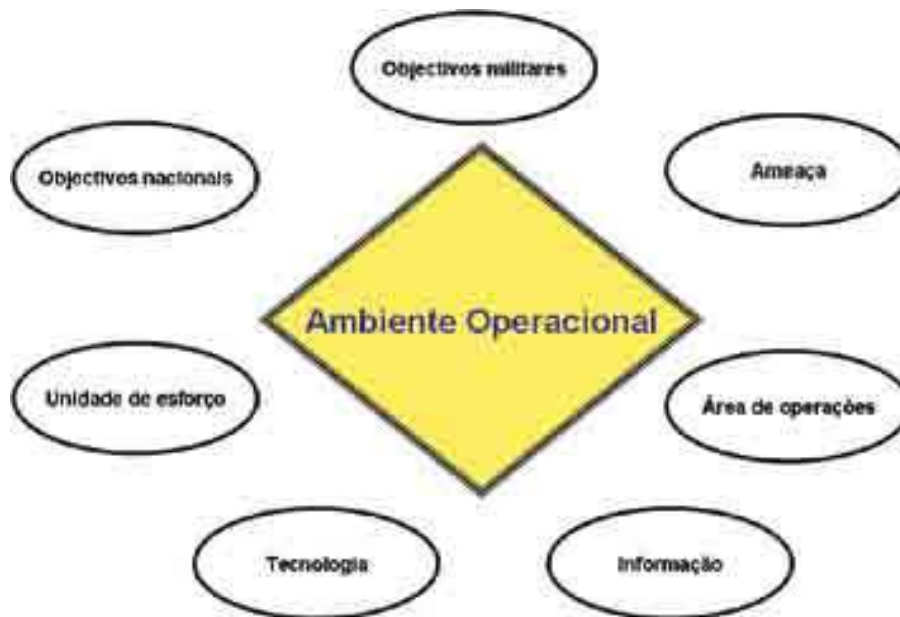 Objectivos militares
Objectivos nacionais
Ameaça
Ambiente Operacional
Unidade de esforço
Área de operações
Tecnologia
Informação